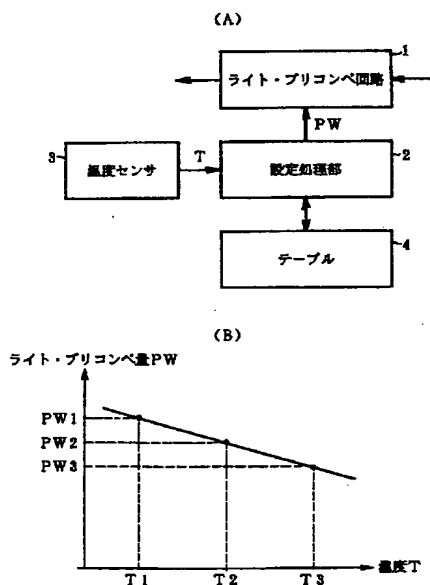 (A)
1
ライト・プリコンペ回路
PW
3
温度センサ
T
2
設定処理部
4
テーブル
(B)
ライト・プリコンペ量PW
PW1
PW2
PW3
T1 T2 T3
温度T